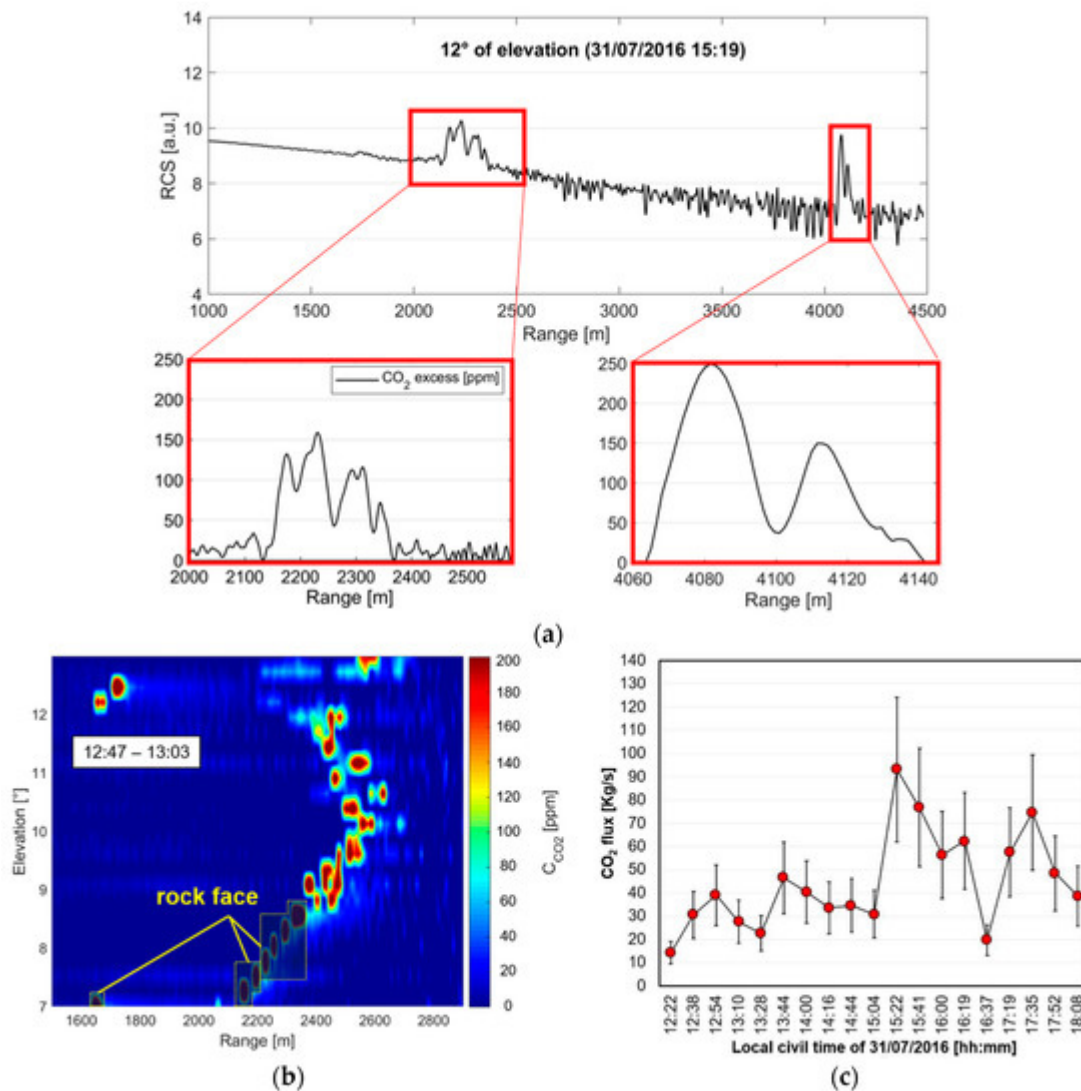 14
12° of elevation (31/07/2016 15:19)
12
10
8
6
4
RCS [a.u.]
1000 1500 2000 2500 3000 3500 4000 4500
Range [m]
250
200
150
100
50
0
CO2 excess [ppm]
2000 2100 2200 2300 2400 2500
Range [m]
250
200
150
100
50
0
4060 4080 4100 4120 4140
Range [m]
(a)
12
11
10
9
8
7
Elevation [°]
12:47 – 13:03
rock face
1600 1800 2000 2200 2400 2600 2800
Range [m]
200
180
160
140
120
100
80
60
40
20
0
CCO2 [ppm]
(b)
140
130
120
110
100
90
80
70
60
50
40
30
20
10
0
CO2 flux [Kg/s]
12:22 12:38 12:54 13:10 13:28 13:44 14:00 14:16 14:44 15:04 15:22 15:41 16:00 16:19 16:37 17:19 17:35 17:52 18:08
Local civil time of 31/07/2016 [hh:mm]
(c)